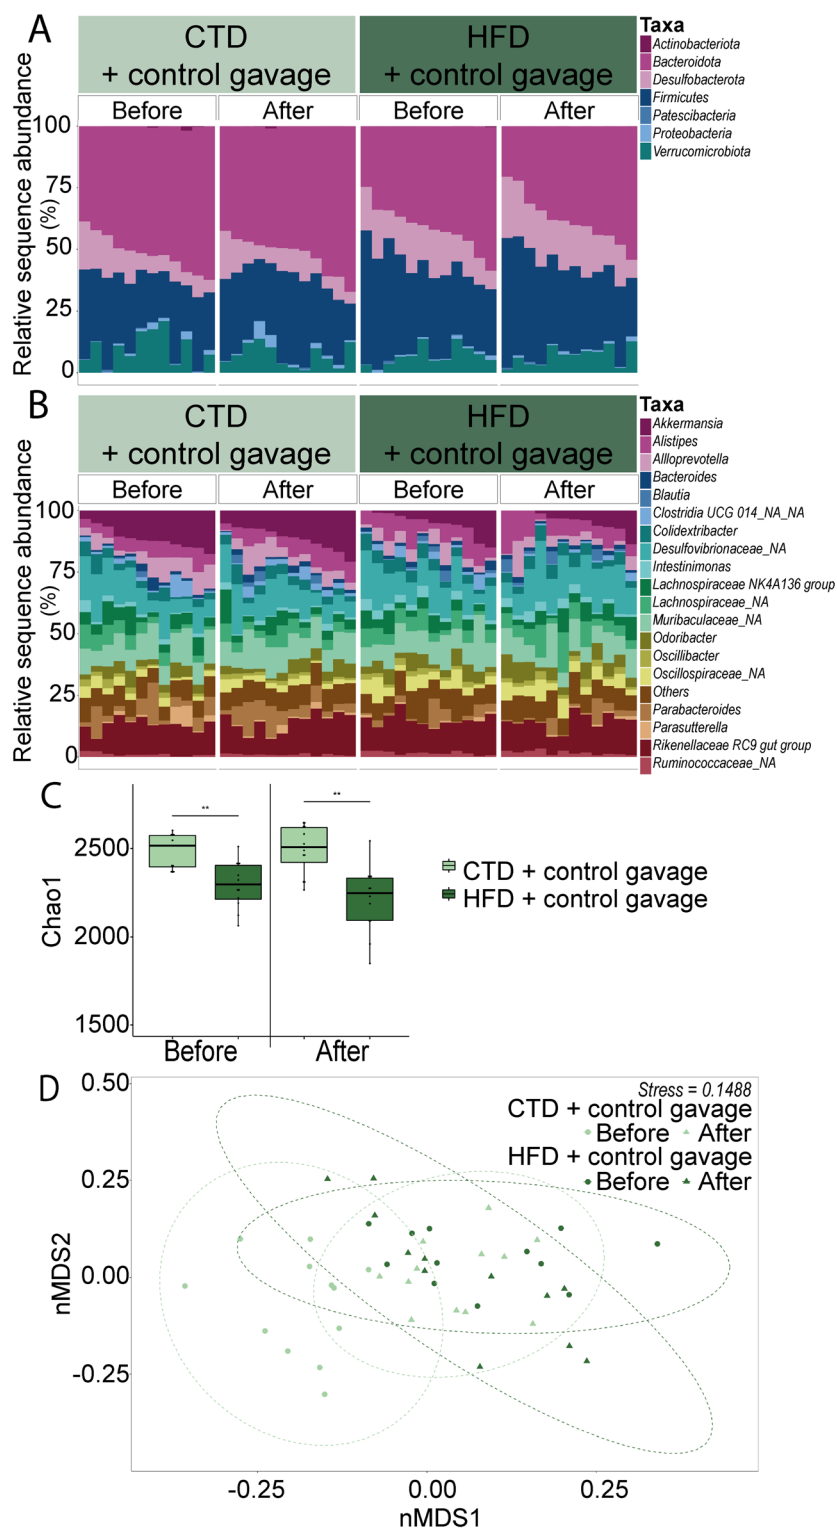 A
CTD
+ control gavage
HFD
+ control gavage
Before
After
Before
After
Relative sequence abundance
(%)
100
75
50
25
0
Taxa
Actinobacteriota
Bacteroidota
Desulfobacterota
Firmicutes
Patescibacteria
Proteobacteria
Verrucomicrobiota
B
CTD
+ control gavage
HFD
+ control gavage
Before
After
Before
After
Relative sequence abundance
(%)
100
75
50
25
0
Taxa
Akkermansia
Alistipes
Allloprevotella
Bacteroides
Blautia
Clostridia UCG 014_NA_NA
Colidextribacter
Desulfovibrionaceae_NA
Intestinimonas
Lachnospiraceae NK4A136 group
Lachnospiraceae_NA
Muribaculaceae_NA
Odoribacter
Oscillibacter
Oscillospiraceae_NA
Others
Parabacteroides
Parasutterella
Rikenellaceae RC9 gut group
Ruminococcaceae_NA
C
**
**
Chao1
2500
2000
1500
Before
After
CTD + control gavage
HFD + control gavage
D
Stress = 0.1488
CTD + control gavage
Before After
HFD + control gavage
Before After
nMDS2
0.50
0.25
0.00
-0.25
-0.25
0.00
0.25
nMDS1